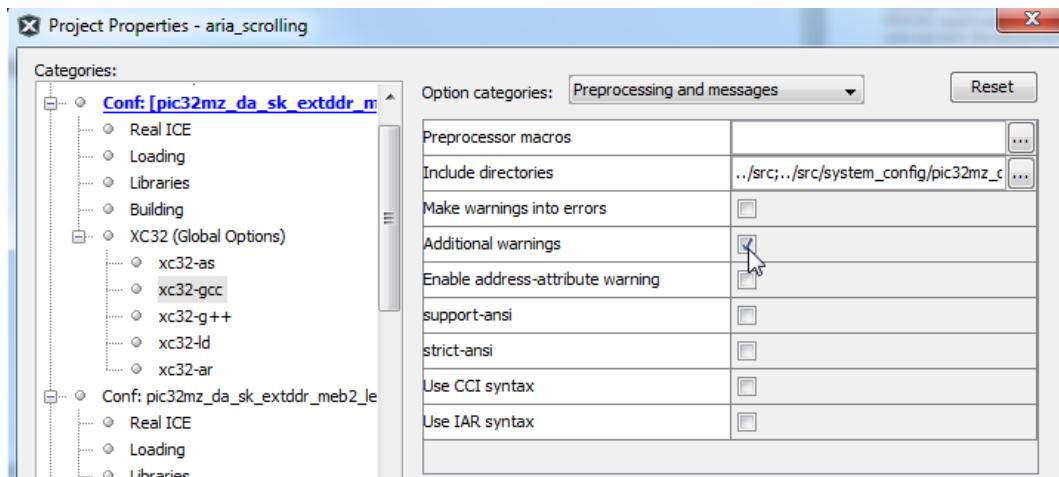 Project Properties - aria_scrolling
Categories:
Conf: [pic32mz_da_sk_extddr_m
Real ICE
Loading
Libraries
Building
XC32 (Global Options)
xc32-as
xc32-gcc
xc32-g++
xc32-ld
xc32-ar
Conf: pic32mz_da_sk_extddr_meb2_le
Real ICE
Loading
Libraries
Option categories: Preprocessing and messages Reset
Preprocessor macros ...
Include directories ../src;../src/system_config/pic32mz_c ...
Make warnings into errors
Additional warnings
Enable address-attribute warning
support-ansi
strict-ansi
Use CCI syntax
Use IAR syntax